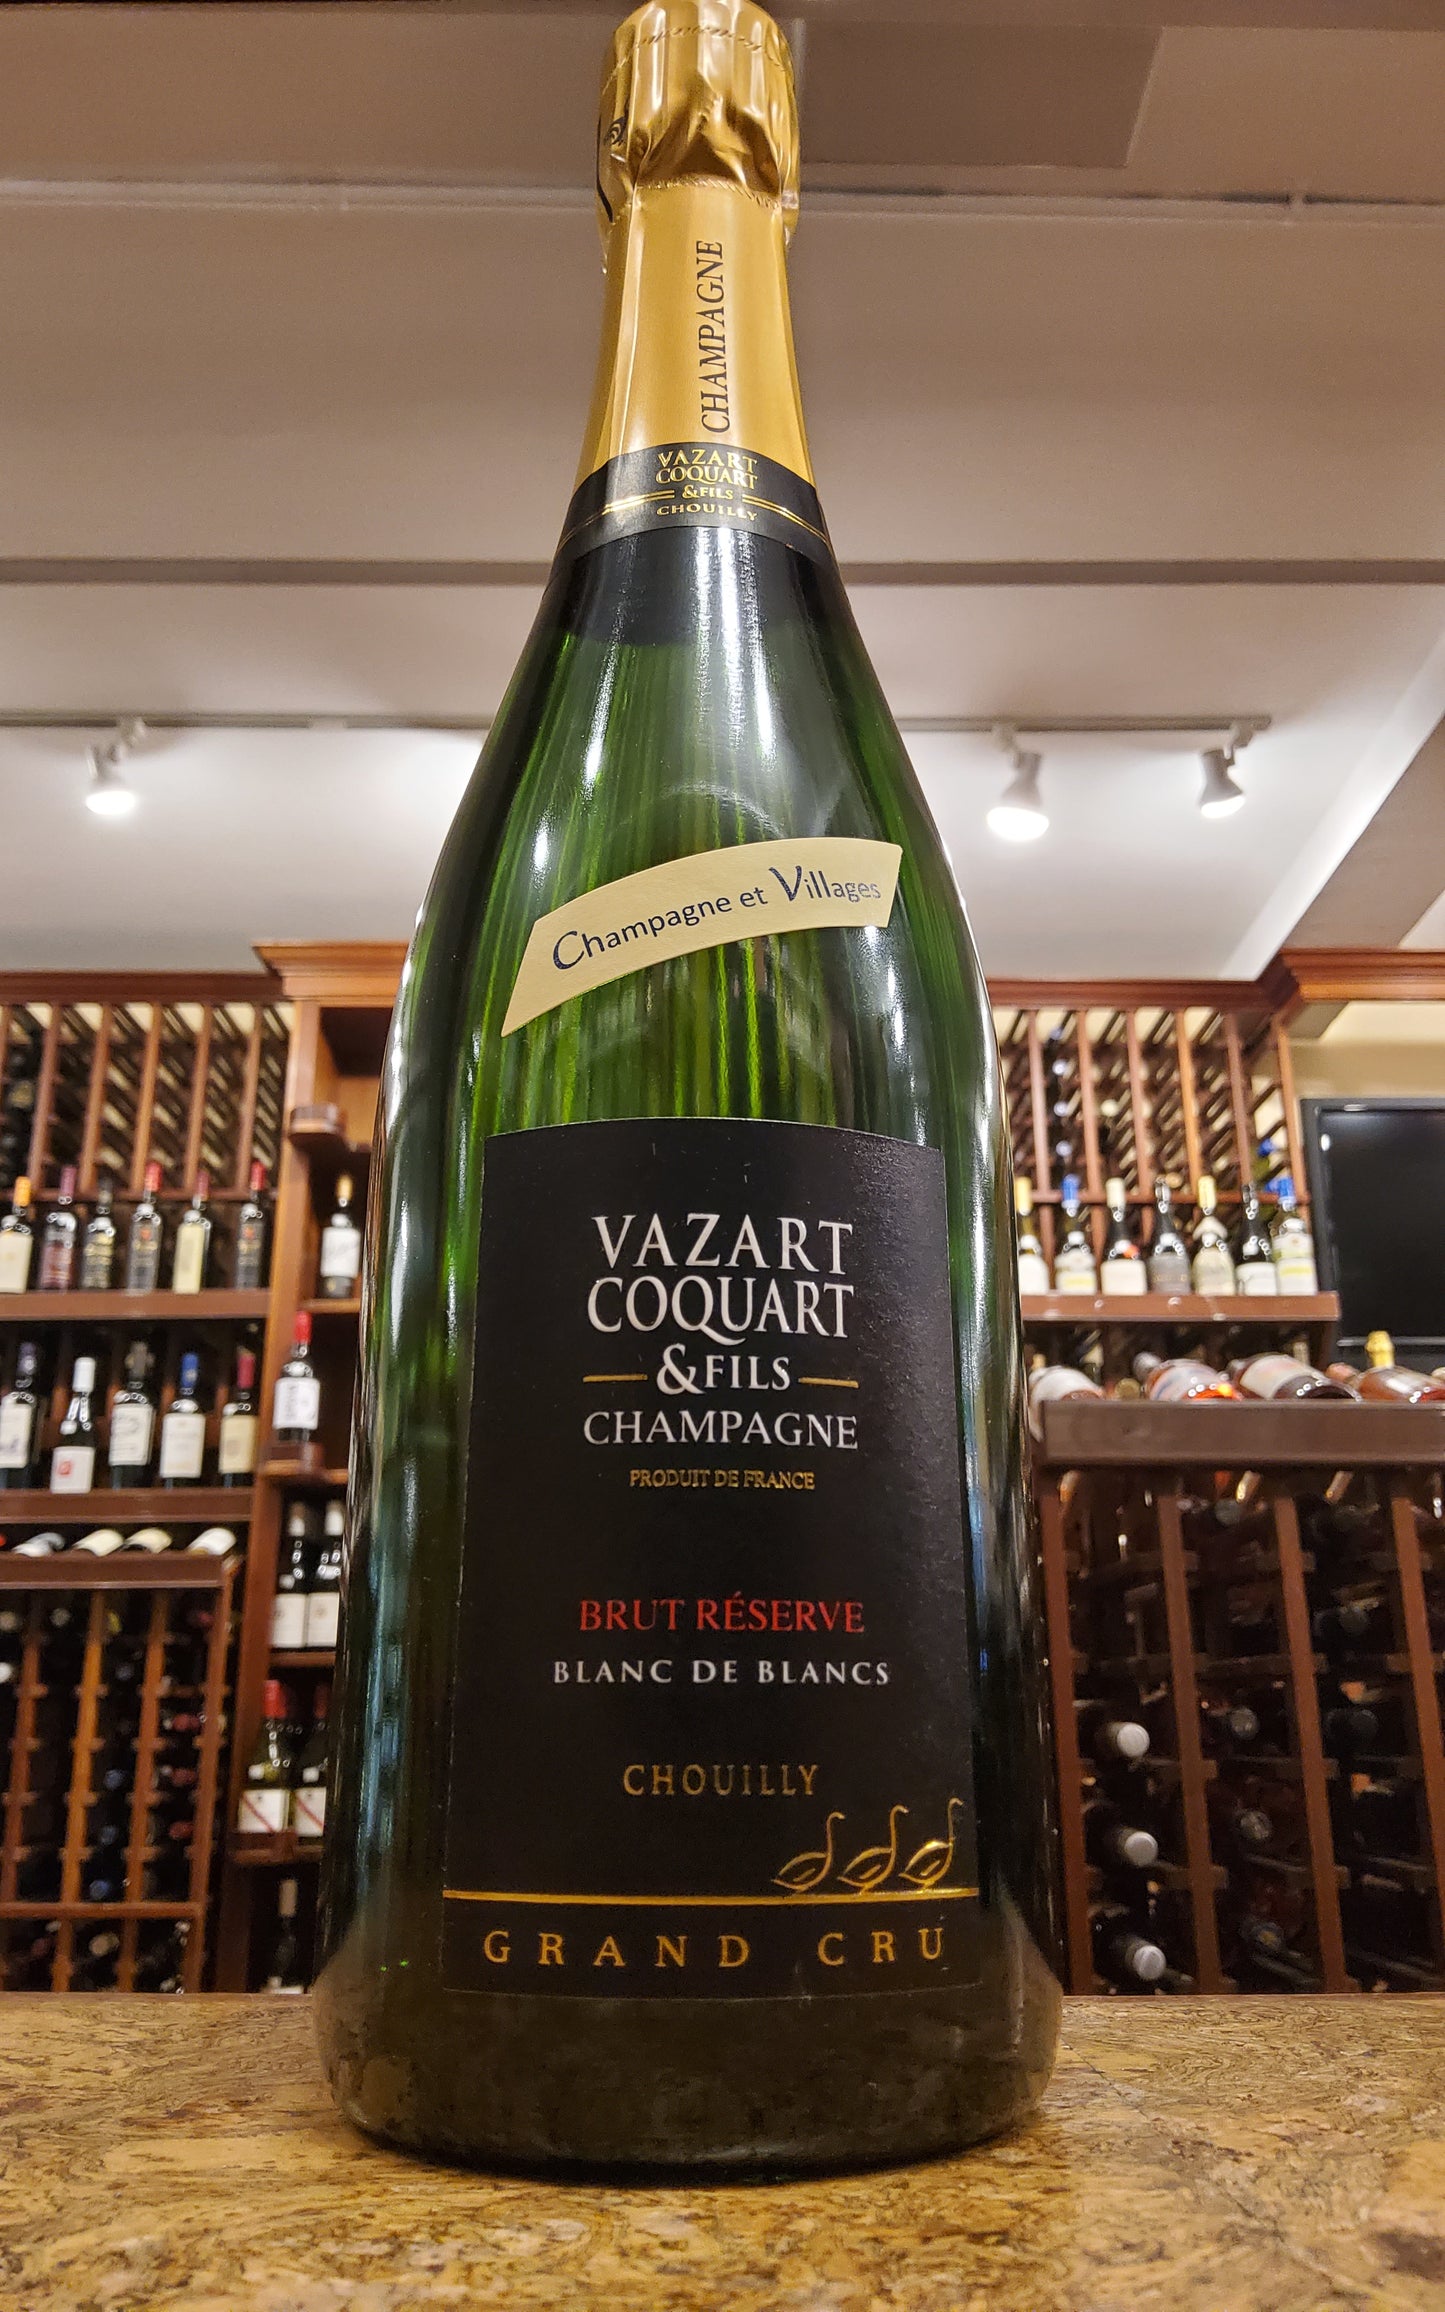 CHAMPAGNE
VAZART
COQUART
& FILS
CHOUILLY
Champagne et Villages
VAZART
COQUART
& FILS
CHAMPAGNE
PRODUIT DE FRANCE
BRUT RÉSERVE
BLANC DE BLANCS
CHOUILLY
GRAND CRU